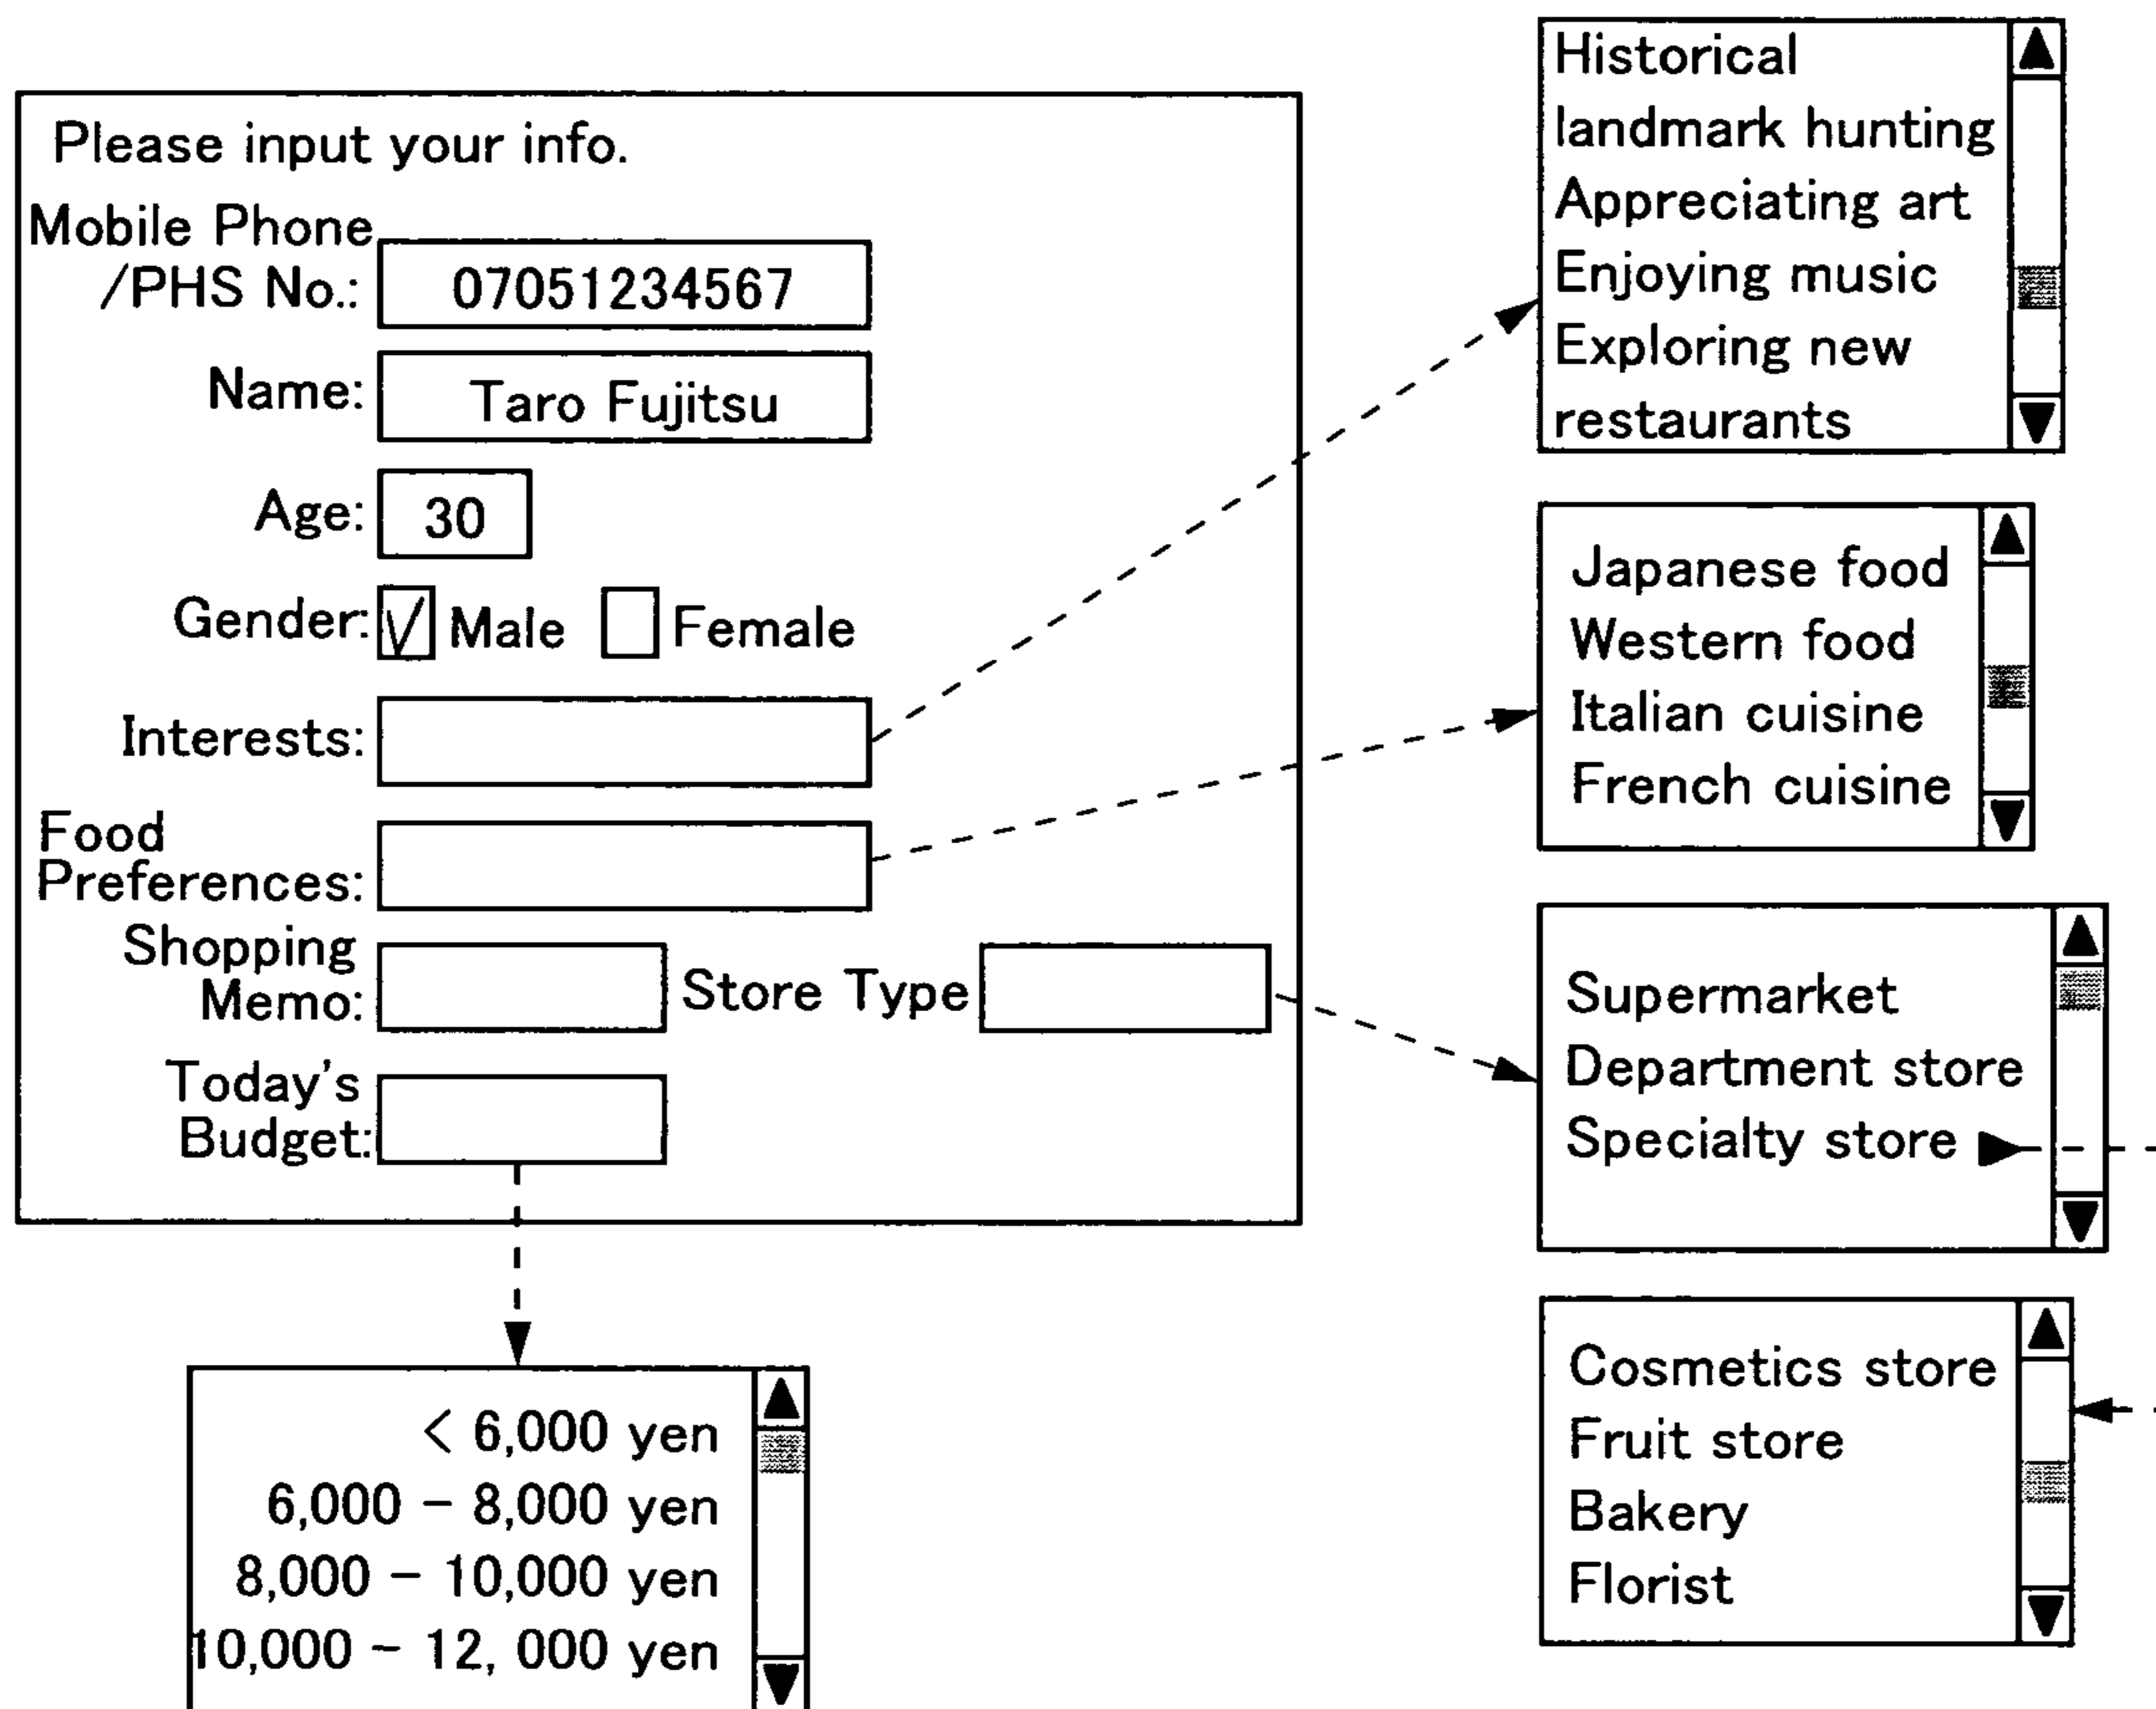 Please input your info.
Mobile Phone
/PHS No.: 07051234567
Name: Taro Fujitsu
Age: 30
Gender: Male Female
Interests:
Food
Preferences:
Shopping
Memo: Store Type
Today's
Budget:
< 6,000 yen
6,000 - 8,000 yen
8,000 - 10,000 yen
10,000 - 12, 000 yen
Historical
landmark hunting
Appreciating art
Enjoying music
Exploring new
restaurants
Japanese food
Western food
Italian cuisine
French cuisine
Supermarket
Department store
Specialty store
Cosmetics store
Fruit store
Bakery
Florist